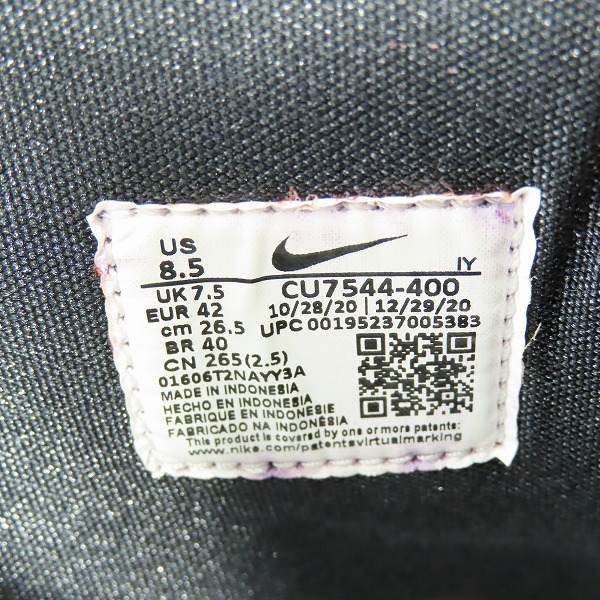 US
8.5
IY
UK 7.5
CU7544-400
EUR 42
10/28/20 | 12/29/20
cm 26.5
UPC 00195237005383
BR 40
CN 265(2.5)
01606T2NAYY3A
MADE IN INDONESIA
HECHO EN INDONESIA
FABRIQUE EN INDONESIE
FABRICADO NA INDONÉSIA
This product is covered by one or more patents:
www.nike.com/patentsvirtualmarking